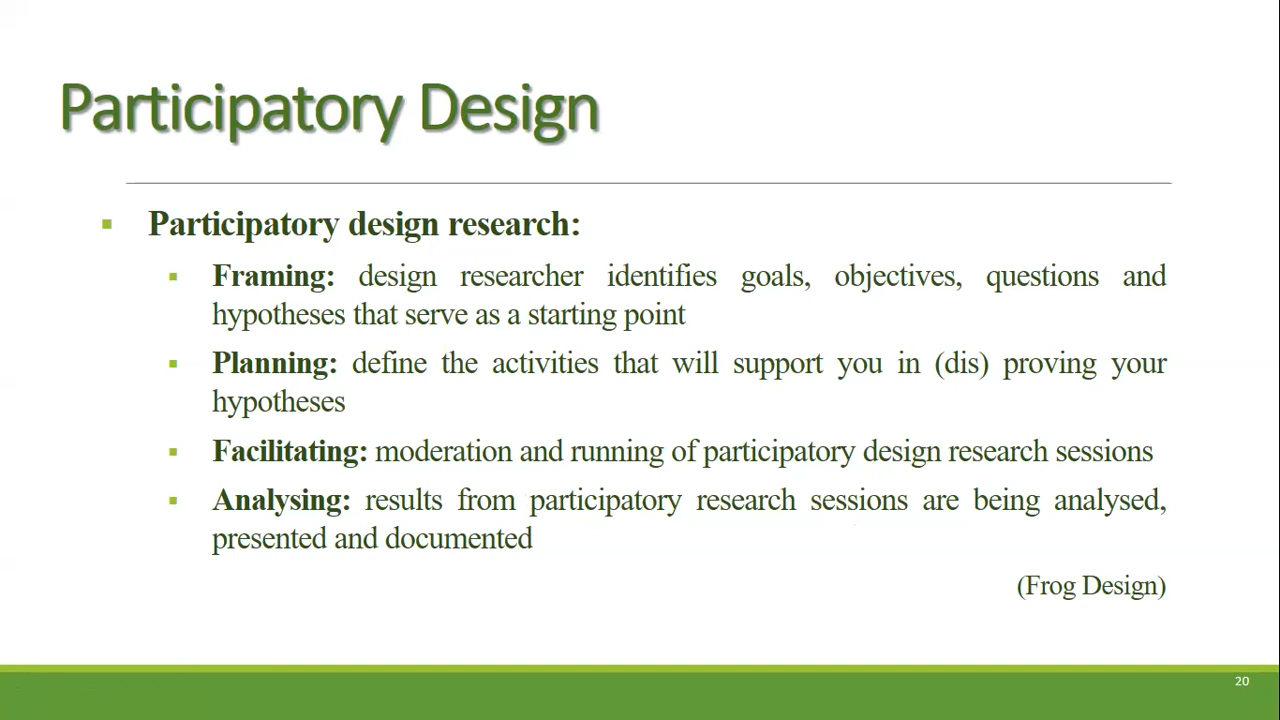 Participatory Design
Participatory design research:
Framing: design researcher identifies goals, objectives, questions and
hypotheses that serve as a starting point
Planning: define the activities that will support you in (dis) proving your
hypotheses
Facilitating: moderation and running of participatory design research sessions
Analysing: results from participatory research sessions are being analysed,
presented and documented
(Frog Design)
20